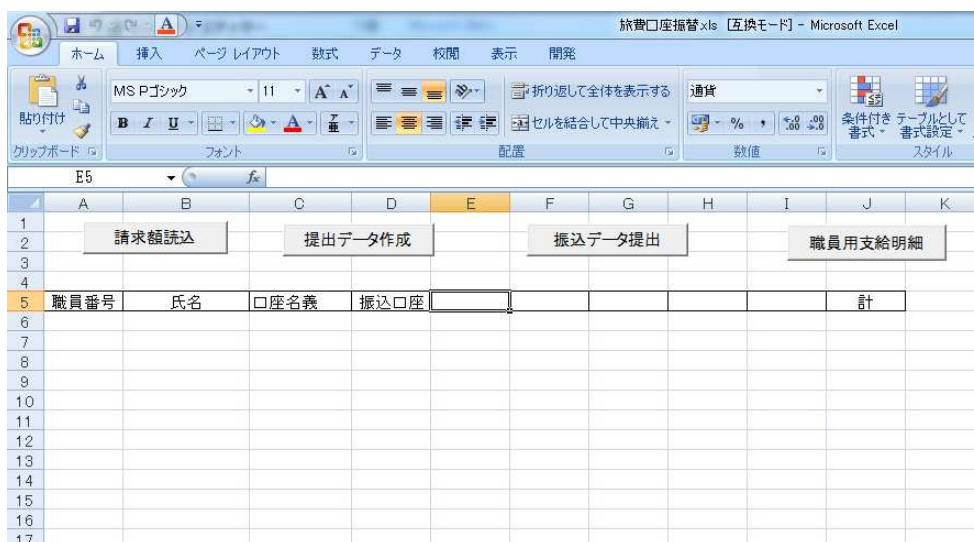 旅費口座振替.xls [互換モード] - Microsoft Excel
ホーム 挿入 ページ レイアウト 数式 データ 校閲 表示 開発
MS Pゴシック 11 A A 折り返して全体を表示する 通貨
貼り付け B I U A 亜 セルを結合して中央揃え % , .0 .00 .00 .0 条件付き書式 テーブルとして書式設定
クリップボード フォント 配置 数値 スタイル
E5 fx
A B C D E F G H I J K
1
請求額読込 提出データ作成 振込データ提出 職員用支給明細
2
3
4
5 職員番号 氏名 口座名義 振込口座 計
6
7
8
9
10
11
12
13
14
15
16
17